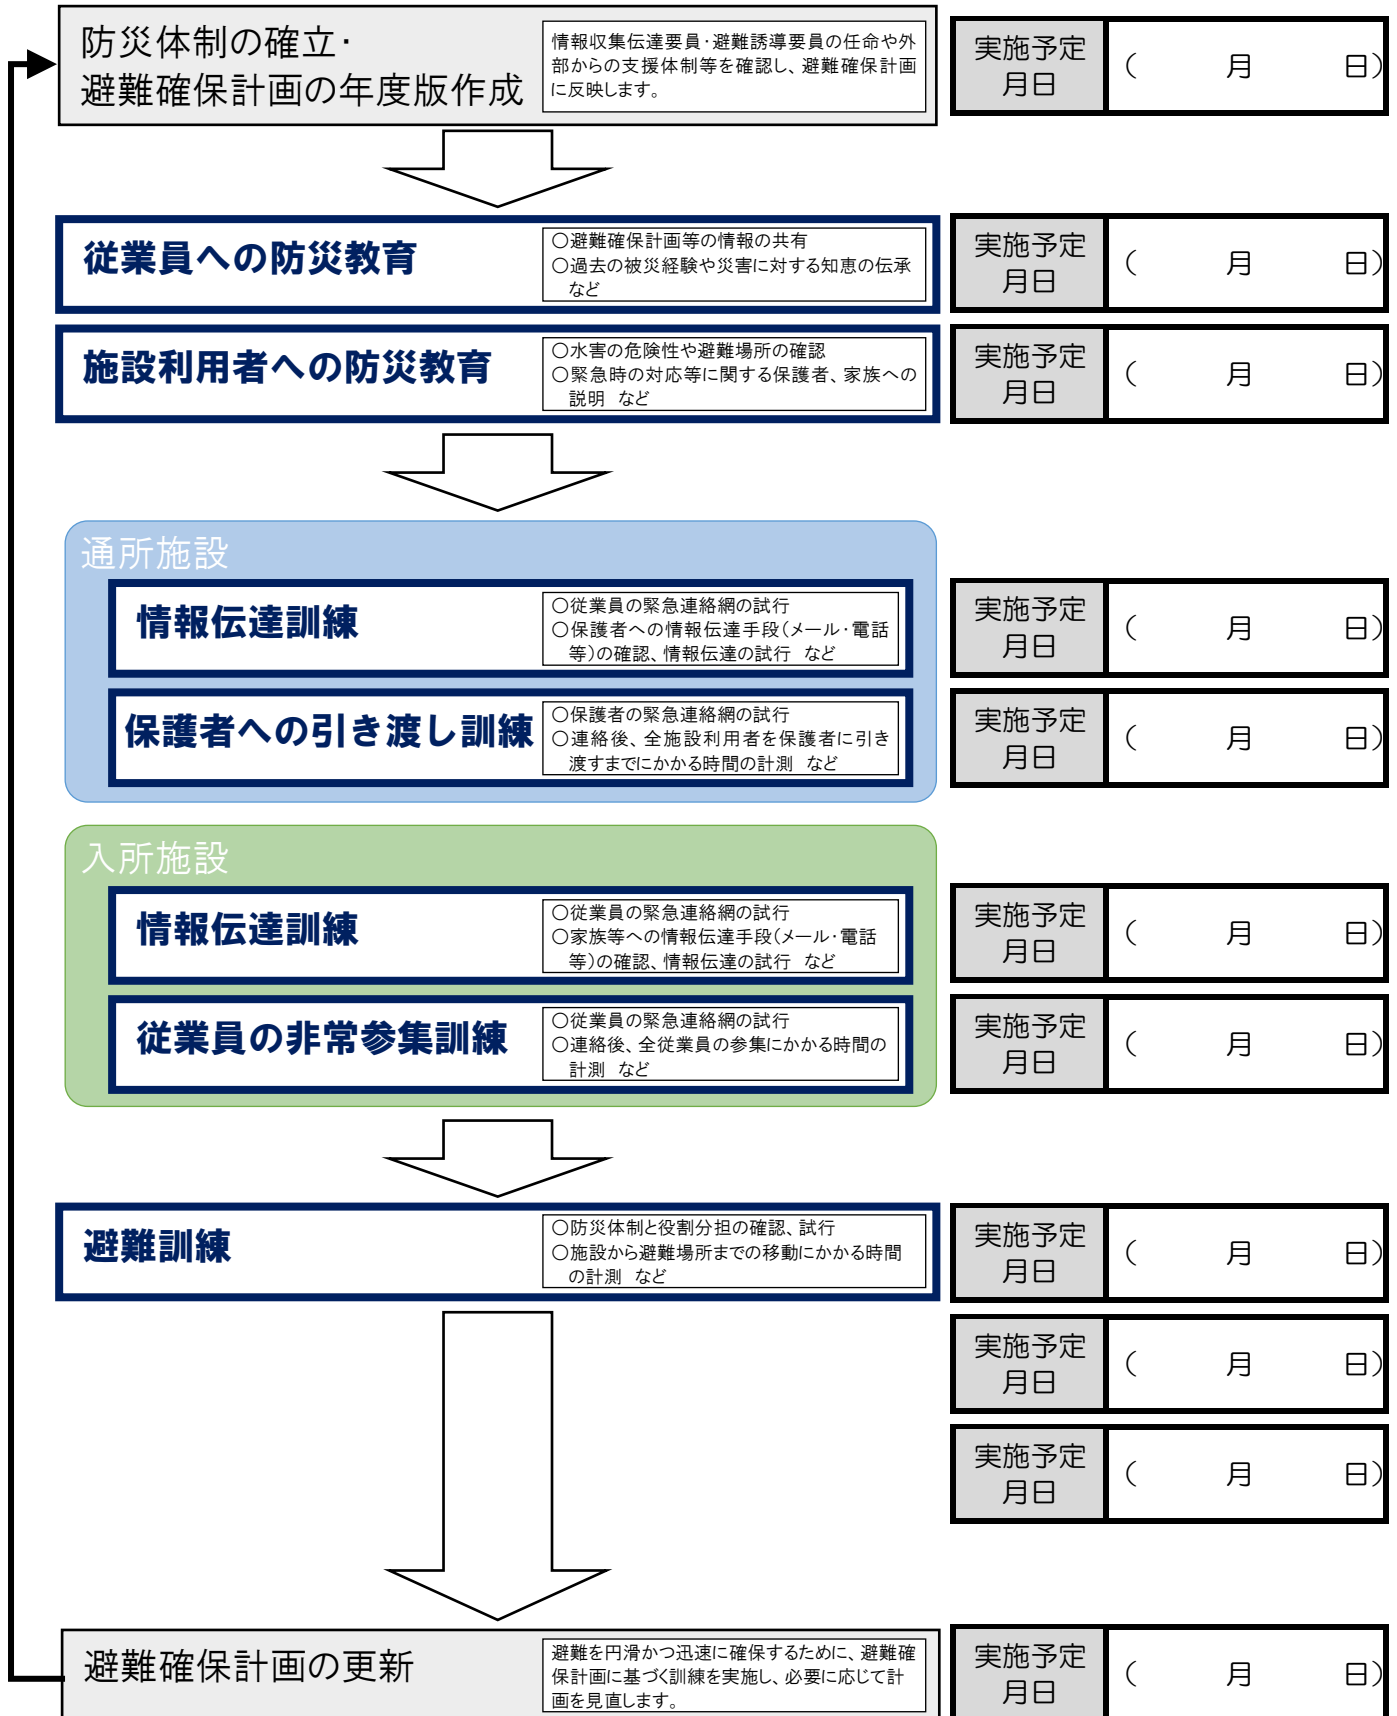 防災体制の確立・
避難確保計画の年度版作成
情報収集伝達要員・避難誘導要員の任命や外
部からの支援体制等を確認し、避難確保計画
に反映します。
実施予定
月日
（　　　月　　　日）
従業員への防災教育
〇避難確保計画等の情報の共有
〇過去の被災経験や災害に対する知恵の伝承
など
実施予定
月日
（　　　月　　　日）
施設利用者への防災教育
〇水害の危険性や避難場所の確認
〇緊急時の対応等に関する保護者、家族への
説明　など
実施予定
月日
（　　　月　　　日）
通所施設
情報伝達訓練
〇従業員の緊急連絡網の試行
〇保護者への情報伝達手段（メール・電話
等）の確認、情報伝達の試行　など
実施予定
月日
（　　　月　　　日）
保護者への引き渡し訓練
〇保護者の緊急連絡網の試行
〇連絡後、全施設利用者を保護者に引き
渡すまでにかかる時間の計測　など
実施予定
月日
（　　　月　　　日）
入所施設
情報伝達訓練
〇従業員の緊急連絡網の試行
〇家族等への情報伝達手段（メール・電話
等）の確認、情報伝達の試行　など
実施予定
月日
（　　　月　　　日）
従業員の非常参集訓練
〇従業員の緊急連絡網の試行
〇連絡後、全従業員の参集にかかる時間の
計測　など
実施予定
月日
（　　　月　　　日）
避難訓練
〇防災体制と役割分担の確認、試行
〇施設から避難場所までの移動にかかる時間
の計測　など
実施予定
月日
（　　　月　　　日）
実施予定
月日
（　　　月　　　日）
実施予定
月日
（　　　月　　　日）
避難確保計画の更新
避難を円滑かつ迅速に確保するために、避難確
保計画に基づく訓練を実施し、必要に応じて計
画を見直します。
実施予定
月日
（　　　月　　　日）